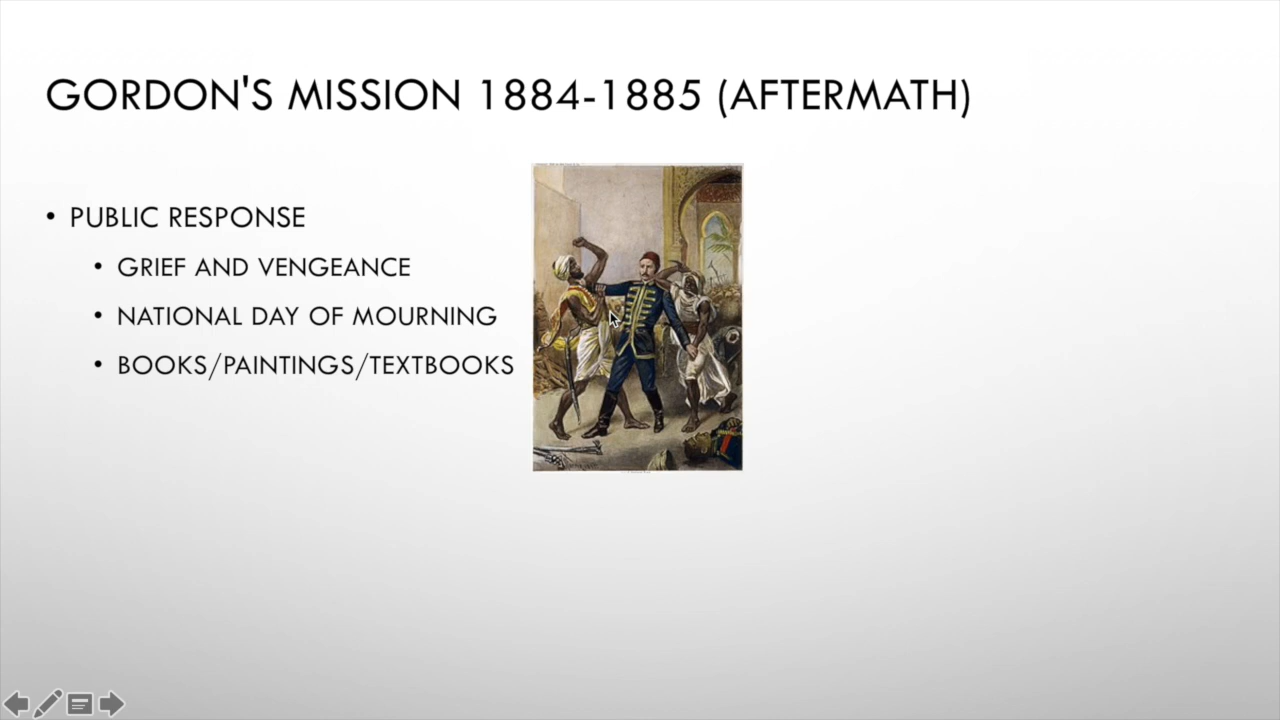 GORDON'S MISSION 1884-1885 (AFTERMATH)
• PUBLIC RESPONSE
• GRIEF AND VENGEANCE
• NATIONAL DAY OF MOURNING
• BOOKS/PAINTINGS/TEXTBOOKS